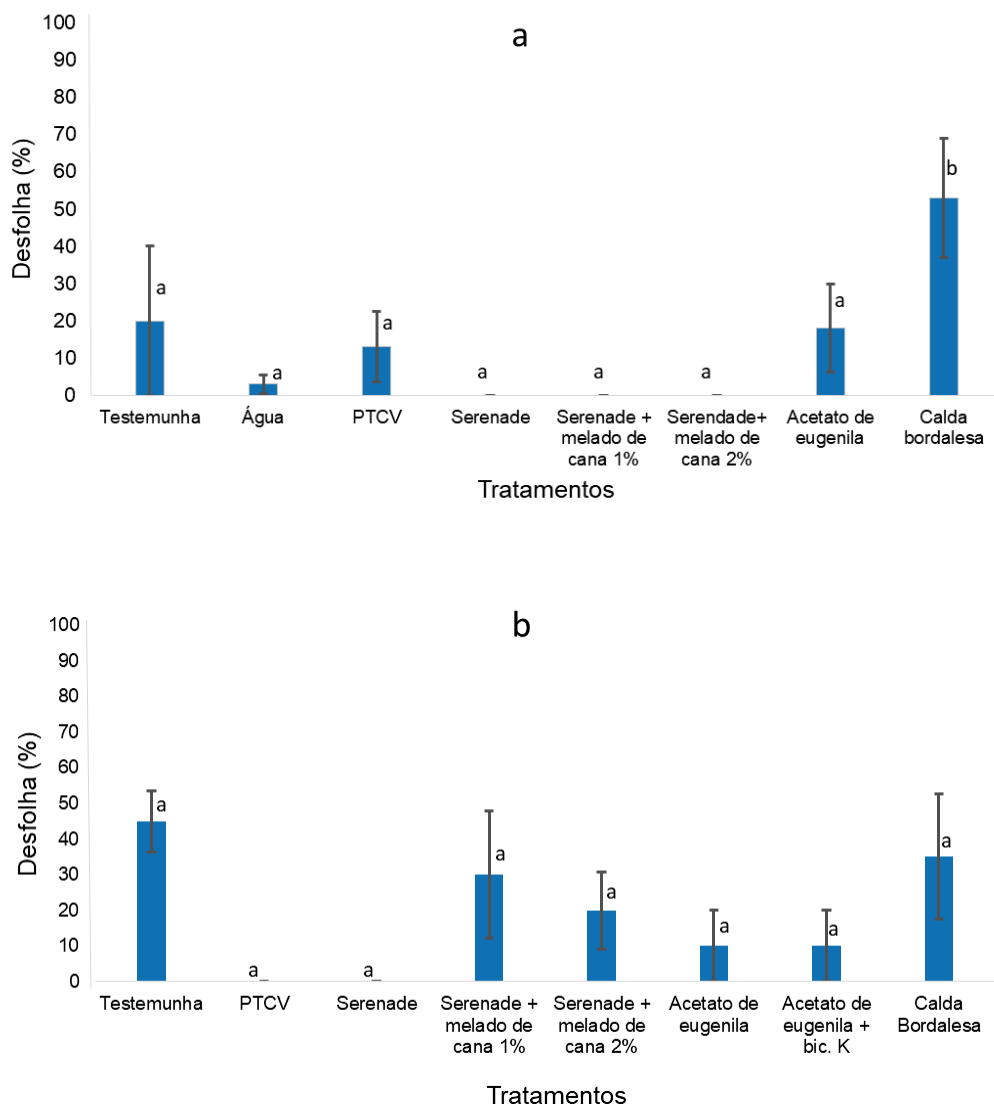 a
Desfolha (%)
100
90
80
70
60
50
40
30
20
10
0
a
a
a
a
a
a
a
b
Testemunha
Água
PTCV
Serenade
Serenade +
melado de
cana 1%
Serendade+
melado de
cana 2%
Acetato de
eugenila
Calda
bordalesa
Tratamentos
b
Desfolha (%)
100
90
80
70
60
50
40
30
20
10
0
a
a
a
a
a
a
a
a
Testemunha
PTCV
Serenade
Serenade +
melado de
cana 1%
Serenade +
melado de
cana 2%
Acetato de
eugenila
Acetato de
eugenila +
bic. K
Calda
Bordalesa
Tratamentos